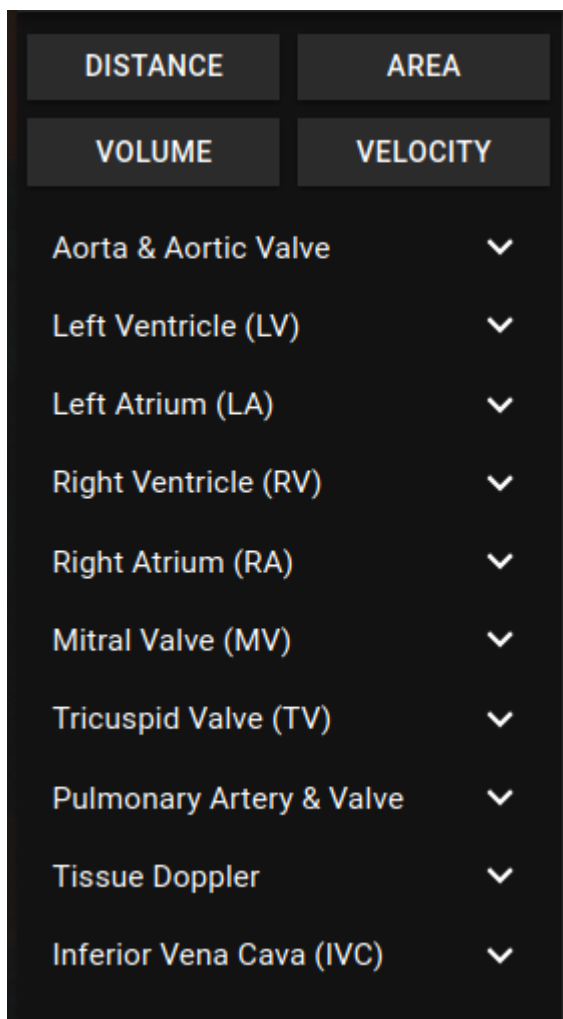 DISTANCE AREA
VOLUME VELOCITY
Aorta & Aortic Valve
Left Ventricle (LV)
Left Atrium (LA)
Right Ventricle (RV)
Right Atrium (RA)
Mitral Valve (MV)
Tricuspid Valve (TV)
Pulmonary Artery & Valve
Tissue Doppler
Inferior Vena Cava (IVC)